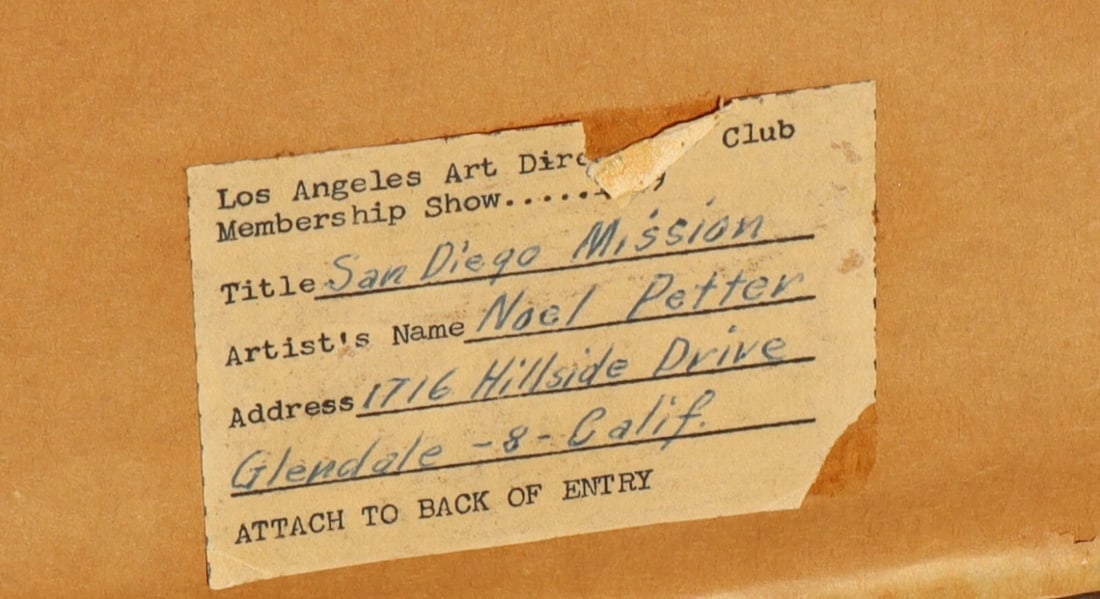 Los Angeles Art Dire Club
Membership Show.....
Title San Diego Mission
Artist's Name Noel Petter
Address 1716 Hillside Drive
Glendale -8- Calif.
ATTACH TO BACK OF ENTRY